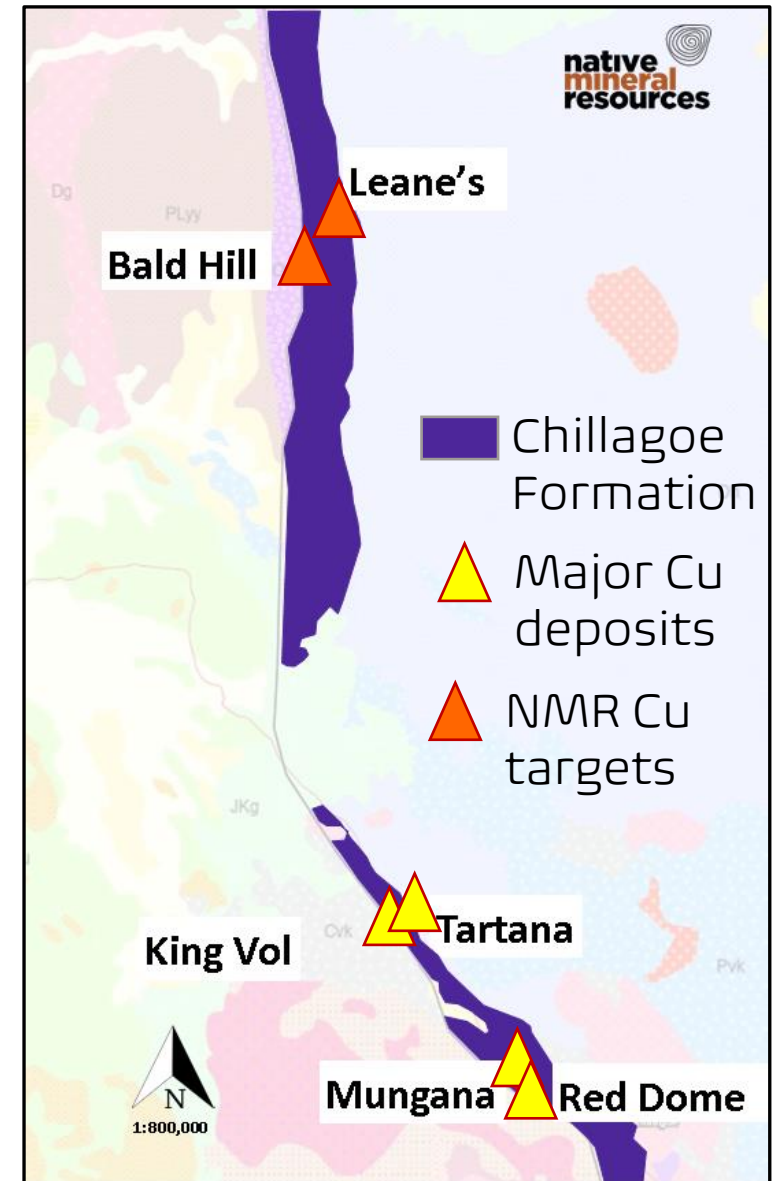 native
mineral
resources
Leane's
Dg
PLyy
Bald Hill
Chillagoe
Formation
Major Cu
deposits
NMR Cu
targets
JKg
King Vol
Cvk
Tartana
Pvk
N
1:800,000
Mungana
Red Dome